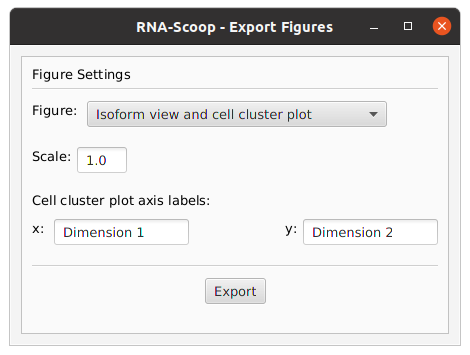 RNA-Scoop - Export Figures
Figure Settings
Figure: Isoform view and cell cluster plot
Scale: 1.0
Cell cluster plot axis labels:
x: Dimension 1 y: Dimension 2
Export